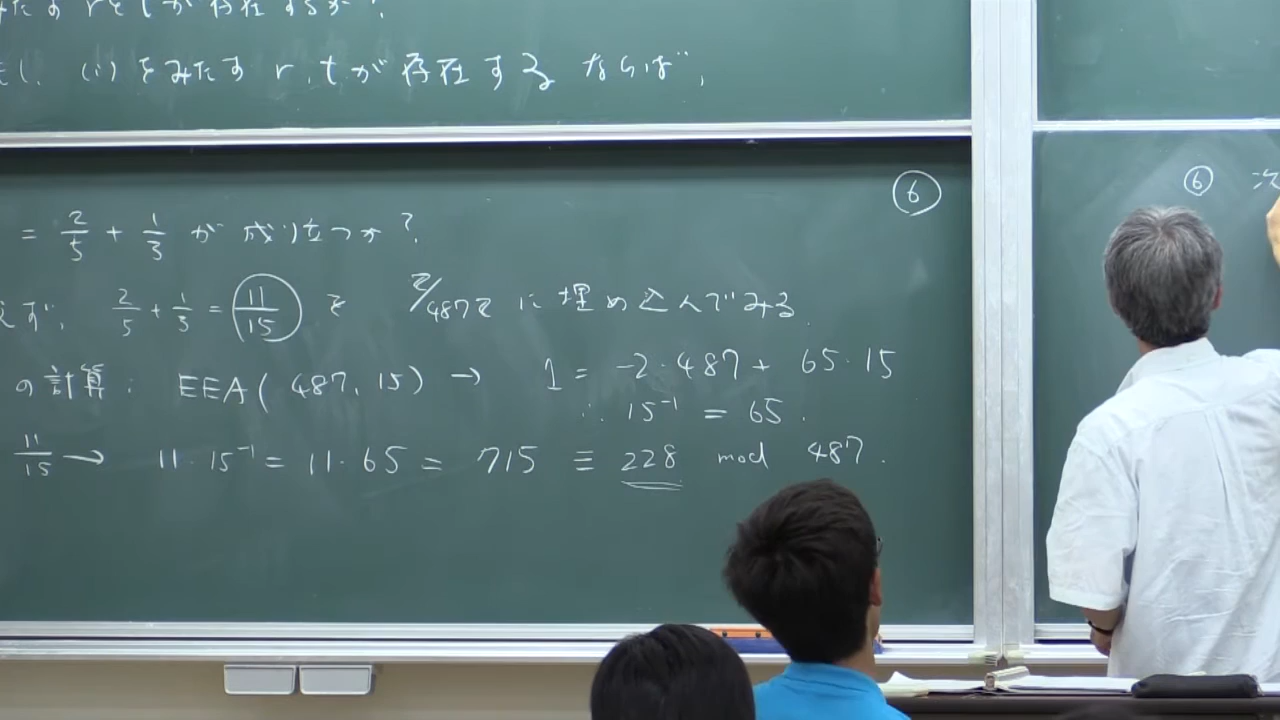 みたす rとtが存在するか?
もし, (i) をみたす r, t が存在する ならば,
⑥
= 2/5 + 1/3 が 成り立つか?
まず, 2/5 + 1/3 = 11/15 を Z/487Z に埋め込んでみる.
の計算: EEA( 487, 15) → 1 = -2・487 + 65・15
∴ 15⁻¹ = 65.
11/15 → 11・15⁻¹ = 11・65 = 715 ≡ 228 mod 487.
⑥ 次